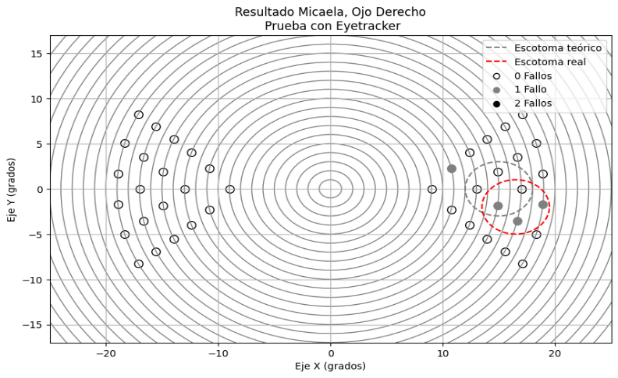 Resultado Micaela, Ojo Derecho
Prueba con Eyetracker
Escotoma teórico
Escotoma real
0 Fallos
1 Fallo
2 Fallos
Eje Y (grados)
15
10
5
0
−5
−10
−15
−20
−10
0
10
20
Eje X (grados)